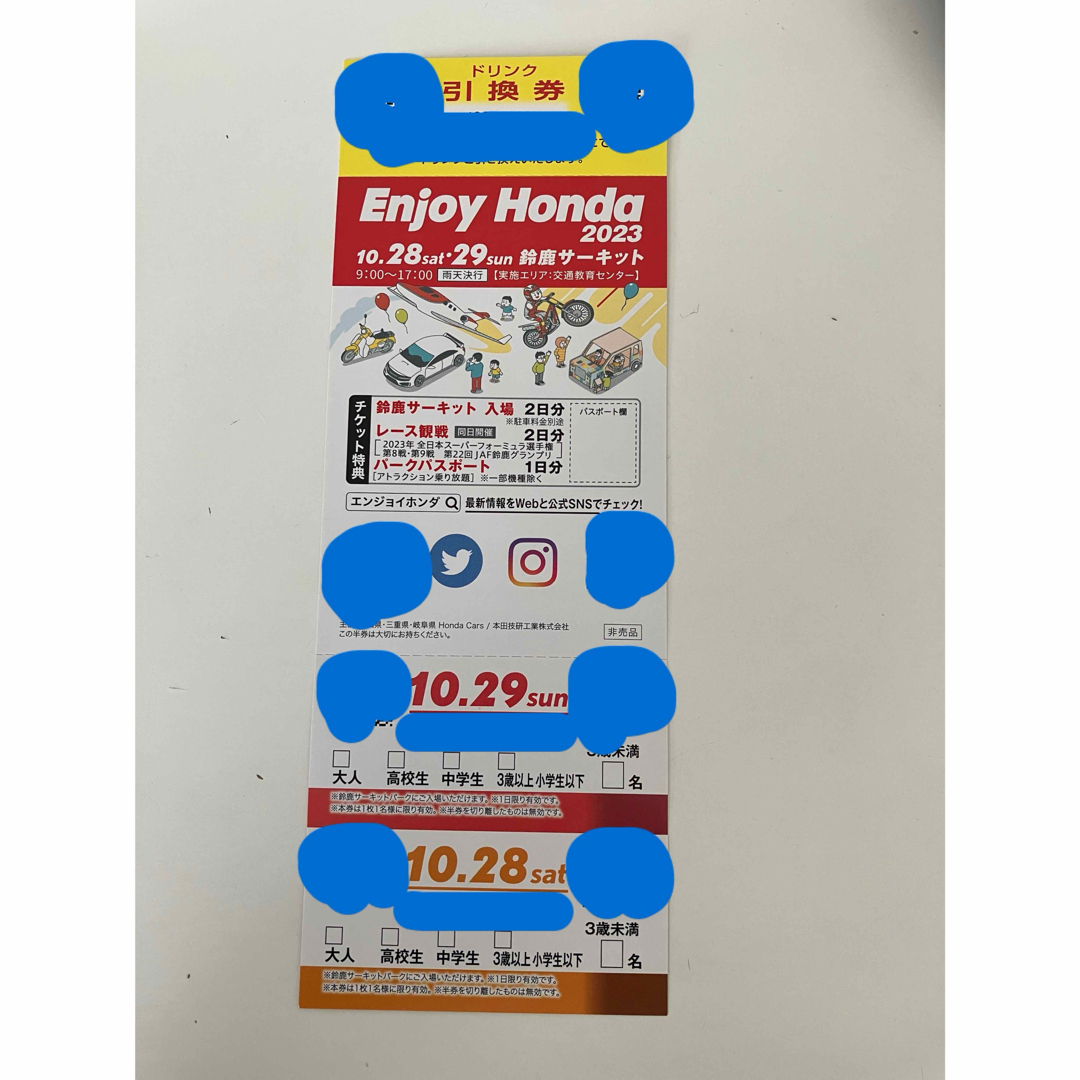 ドリンク
引換券
Enjoy Honda
2023
10.28sat・29sun 鈴鹿サーキット
9:00～17:00 雨天決行 【実施エリア:交通教育センター】
チケット特典
鈴鹿サーキット 入場 2日分
※駐車料金別途
レース観戦 同日開催 2日分
2023年 全日本スーパーフォーミュラ選手権
第8戦・第9戦 第22回JAF鈴鹿グランプリ
パークパスポート 1日分
[アトラクション乗り放題] ※一部機種除く
パスポート欄
エンジョイホンダ 最新情報をWebと公式SNSでチェック!
県・三重県・岐阜県 Honda Cars / 本田技研工業株式会社
この半券は大切にお持ちください。
非売品
10.29sun
3歳未満
大人 高校生 中学生 3歳以上小学生以下 名
※鈴鹿サーキットパークにご入場いただけます。※1日限り有効です。
※本券は1枚1名様に限り有効。※半券を切り離したものは無効です。
10.28sat
3歳未満
大人 高校生 中学生 3歳以上小学生以下 名
※鈴鹿サーキットパークにご入場いただけます。※1日限り有効です。
※本券は1枚1名様に限り有効。※半券を切り離したものは無効です。